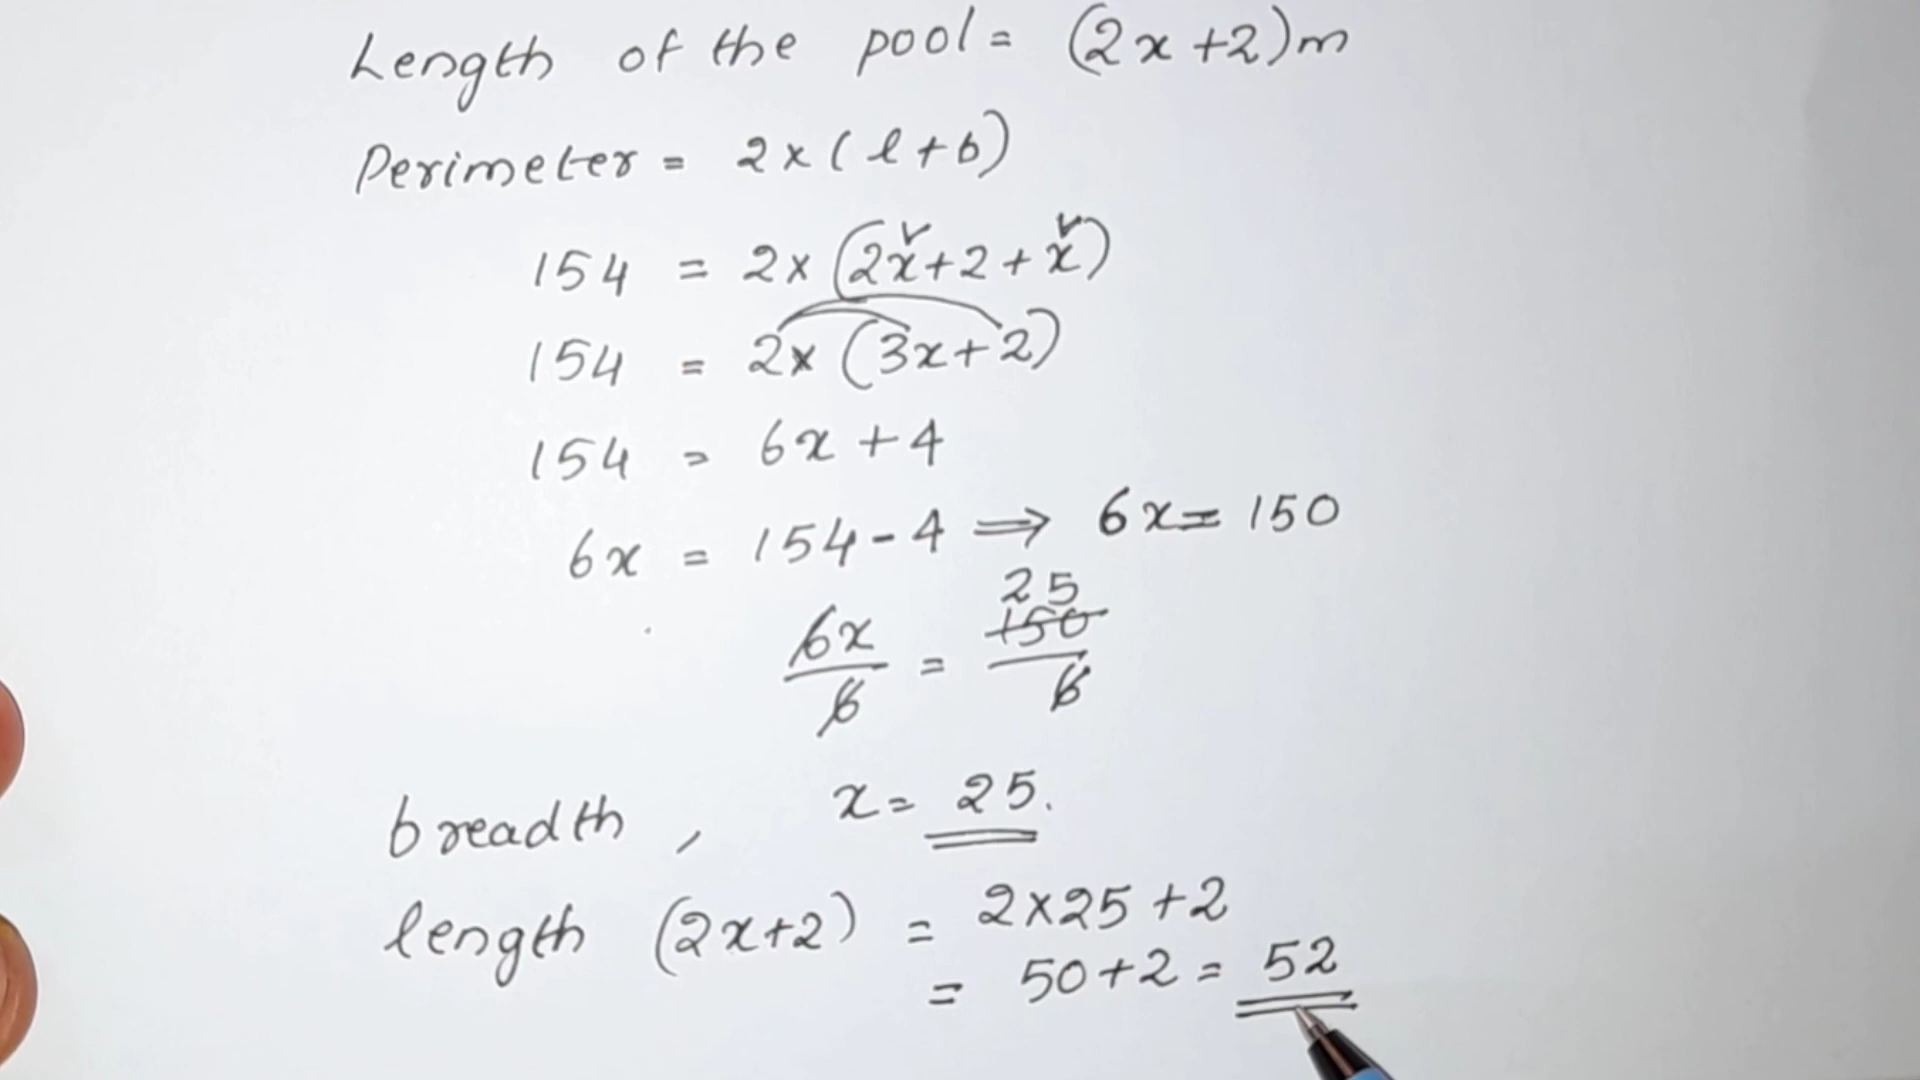 Length of the pool = (2x+2)m
Perimeter = 2×(l+b)
154 = 2×(2x+2+x)
154 = 2×(3x+2)
154 = 6x+4
6x = 154-4 ⟹ 6x = 150
25
6x/6 = 150/6
breadth, x = 25.
length (2x+2) = 2×25+2
= 50+2 = 52